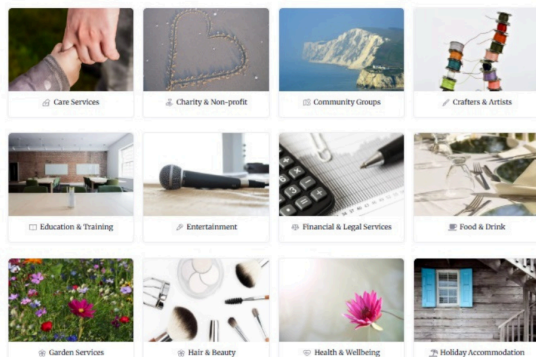 Care Services
Charity & Non-profit
Community Groups
Crafters & Artists
Education & Training
Entertainment
Financial & Legal Services
Food & Drink
Garden Services
Hair & Beauty
Health & Wellbeing
Holiday Accommodation